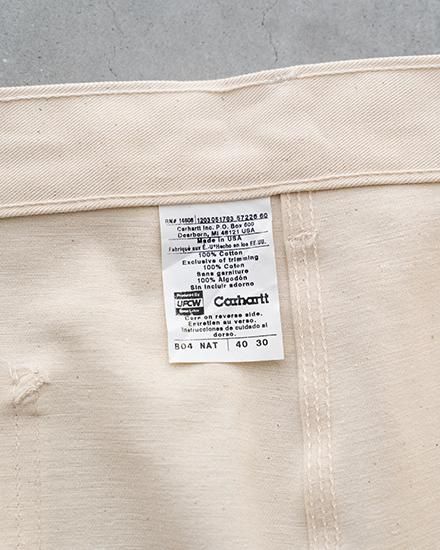 RN# 14806 1203 051783 57226 60
Carhartt Inc. P.O. Box 600
Dearborn, MI 48121 USA
Made in USA
Fabriqué aux É.-U*Hecho en los EE.UU.
100% Cotton
Exclusive of trimming
100% Coton
Sans garniture
100% Algodón
Sin incluir adorno
UFCW
Carhartt
Care on reverse side.
Entretien au verso.
Instrucciones de cuidado al
dorso.
B04 NAT 40 30